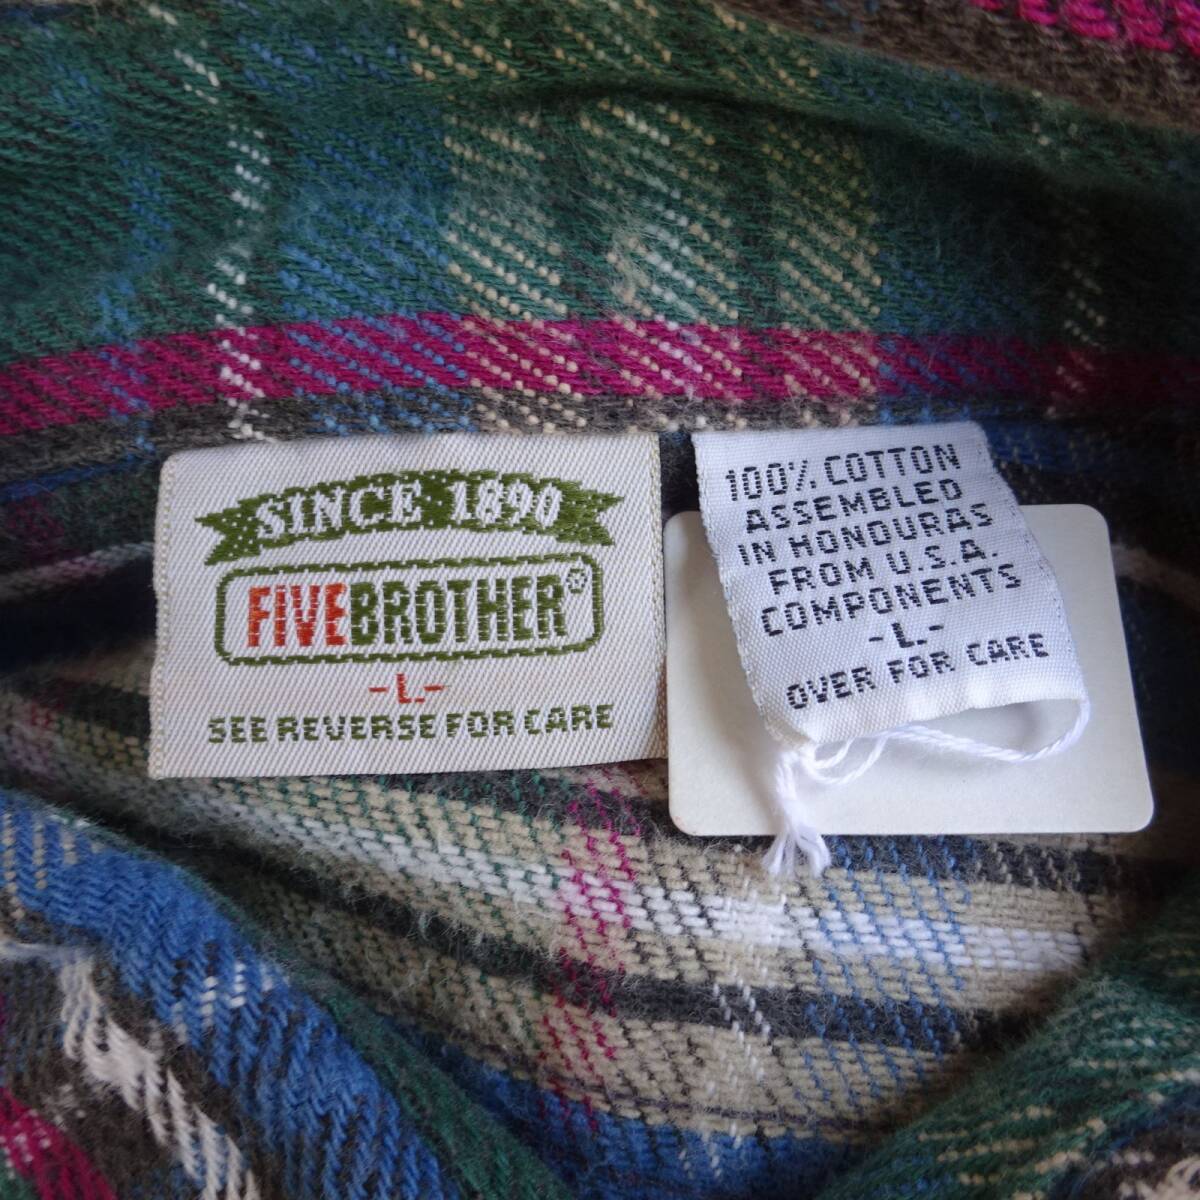 SINCE 1890
FIVEBROTHER®
-L-
SEE REVERSE FOR CARE
100% COTTON
ASSEMBLED
IN HONDURAS
FROM U.S.A.
COMPONENTS
-L-
OVER FOR CARE